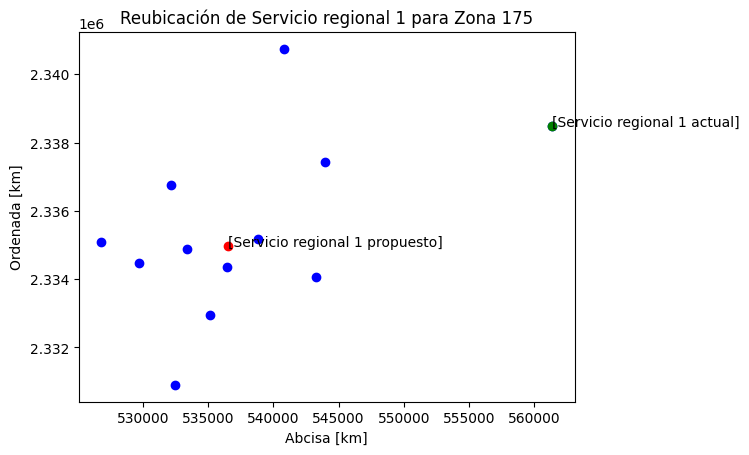 Reubicación de Servicio regional 1 para Zona 175
1e6
2.340
2.338
2.336
2.334
2.332
Ordenada [km]
[Servicio regional 1 actual]
[Servicio regional 1 propuesto]
530000 535000 540000 545000 550000 555000 560000
Abcisa [km]